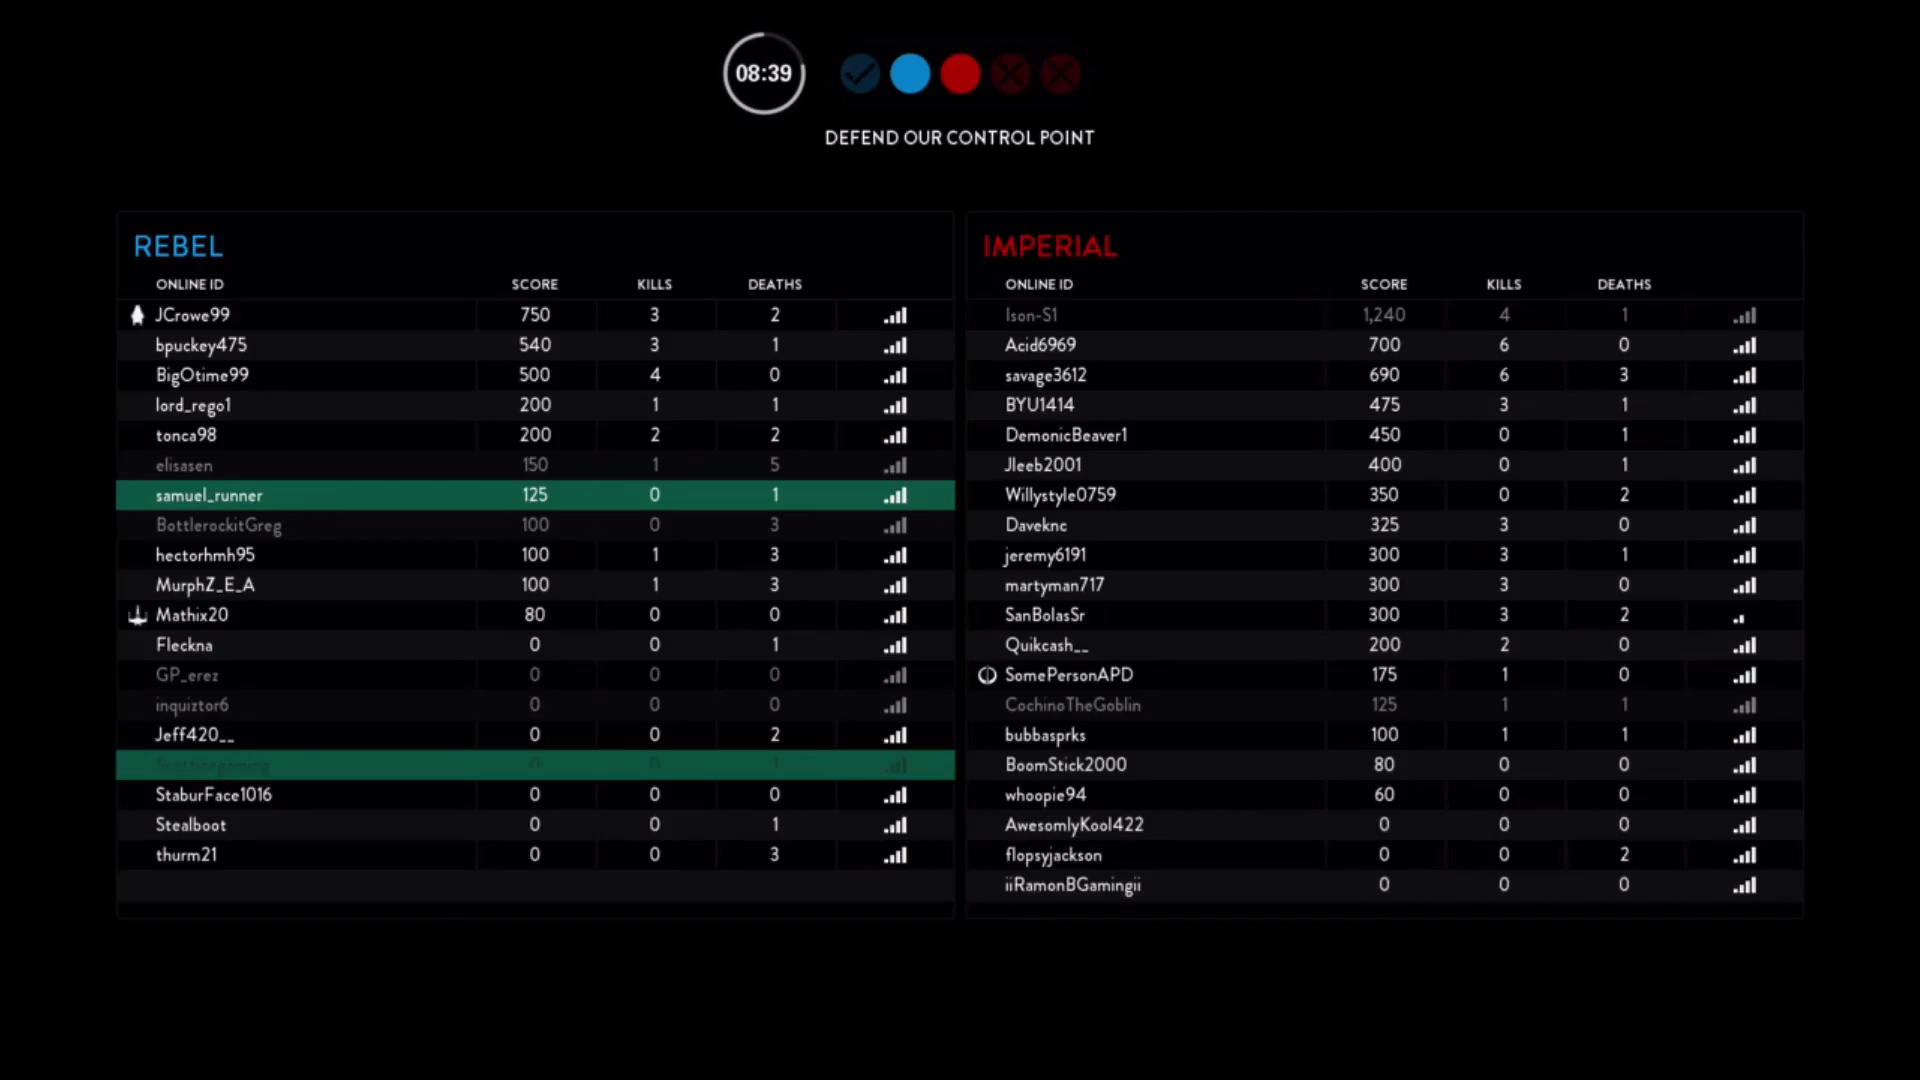 08:39
DEFEND OUR CONTROL POINT
REBEL
ONLINE ID SCORE KILLS DEATHS
JCrowe99 750 3 2
bpuckey475 540 3 1
BigOtime99 500 4 0
lord_rego1 200 1 1
tonca98 200 2 2
elisasen 150 1 5
samuel_runner 125 0 1
BottlerockitGreg 100 0 3
hectorhmh95 100 1 3
MurphZ_E_A 100 1 3
Mathix20 80 0 0
Fleckna 0 0 1
GP_erez 0 0 0
inquiztor6 0 0 0
Jeff420__ 0 0 2
0 0 1
StaburFace1016 0 0 0
Stealboot 0 0 1
thurm21 0 0 3
IMPERIAL
ONLINE ID SCORE KILLS DEATHS
Ison-S1 1,240 4 1
Acid6969 700 6 0
savage3612 690 6 3
BYU1414 475 3 1
DemonicBeaver1 450 0 1
Jleeb2001 400 0 1
Willystyle0759 350 0 2
Daveknc 325 3 0
jeremy6191 300 3 1
martyman717 300 3 0
SanBolasSr 300 3 2
Quikcash__ 200 2 0
SomePersonAPD 175 1 0
CochinoTheGoblin 125 1 1
bubbasprks 100 1 1
BoomStick2000 80 0 0
whoopie94 60 0 0
AwesomlyKool422 0 0 0
flopsyjackson 0 0 2
iiRamonBGamingii 0 0 0